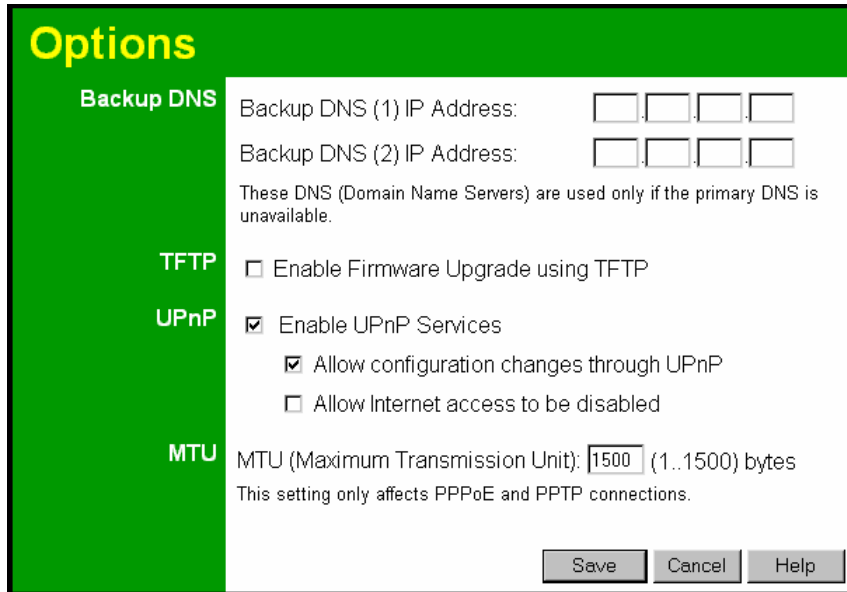 Options
Backup DNS
Backup DNS (1) IP Address: . . .
Backup DNS (2) IP Address: . . .
These DNS (Domain Name Servers) are used only if the primary DNS is
unavailable.
TFTP
Enable Firmware Upgrade using TFTP
UPnP
Enable UPnP Services
Allow configuration changes through UPnP
Allow Internet access to be disabled
MTU
MTU (Maximum Transmission Unit): 1500 (1..1500) bytes
This setting only affects PPPoE and PPTP connections.
Save Cancel Help